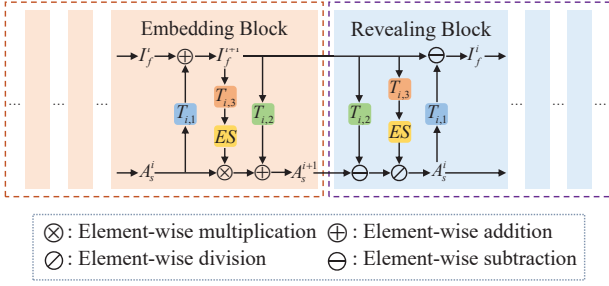 Embedding Block Revealing Block
I_f^i ⊕ I_f^{i+1} ⊖ I_f^i
T_{i,1} T_{i,3} T_{i,2} T_{i,2} T_{i,3} T_{i,1}
... ... ... ...
ES ES
A_s^i ⊗ ⊕ A_s^{i+1} ⊖ ⊘ A_s^i
⊗: Element-wise multiplication ⊕: Element-wise addition
⊘: Element-wise division ⊖: Element-wise subtraction